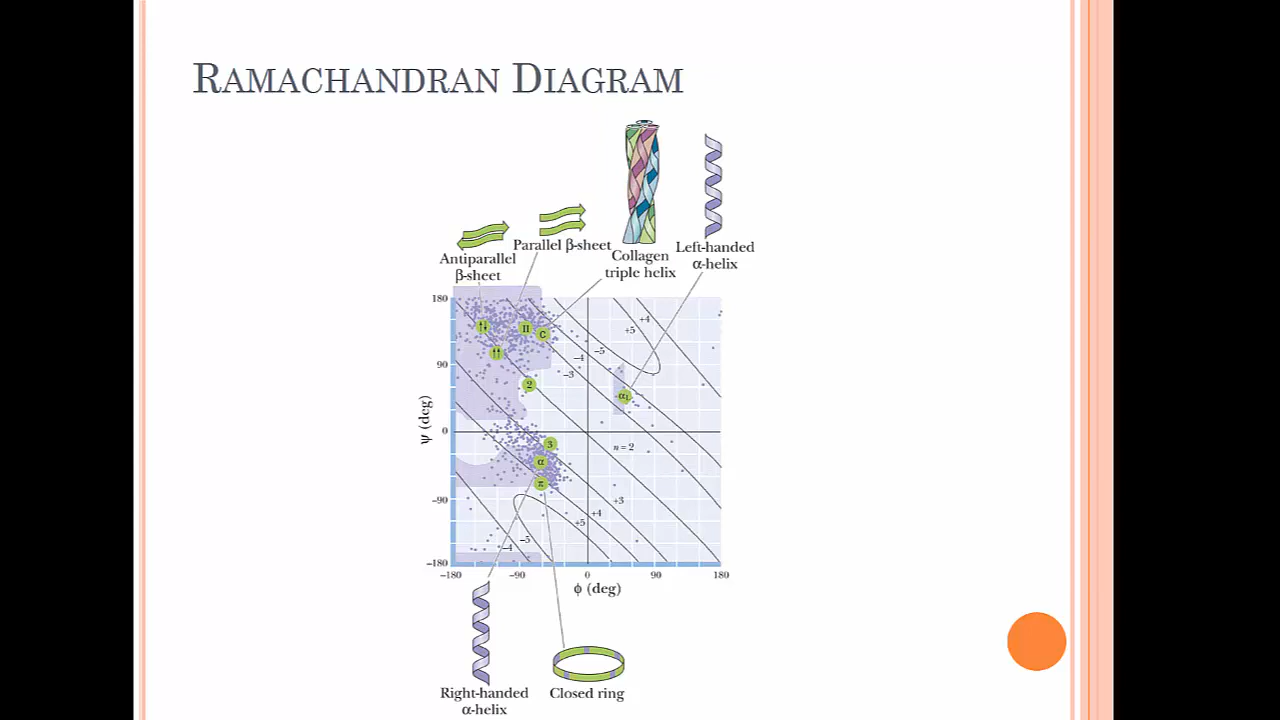 RAMACHANDRAN DIAGRAM
Parallel β-sheet
Antiparallel
β-sheet
Collagen
triple helix
Left-handed
α-helix
180
90
0
−90
−180
ψ (deg)
II
C
2
αL
3
α
π
+4
+5
−5
−4
−3
n = 2
+3
+4
+5
−5
−4
−180
−90
0
90
180
ϕ (deg)
Right-handed
α-helix
Closed ring